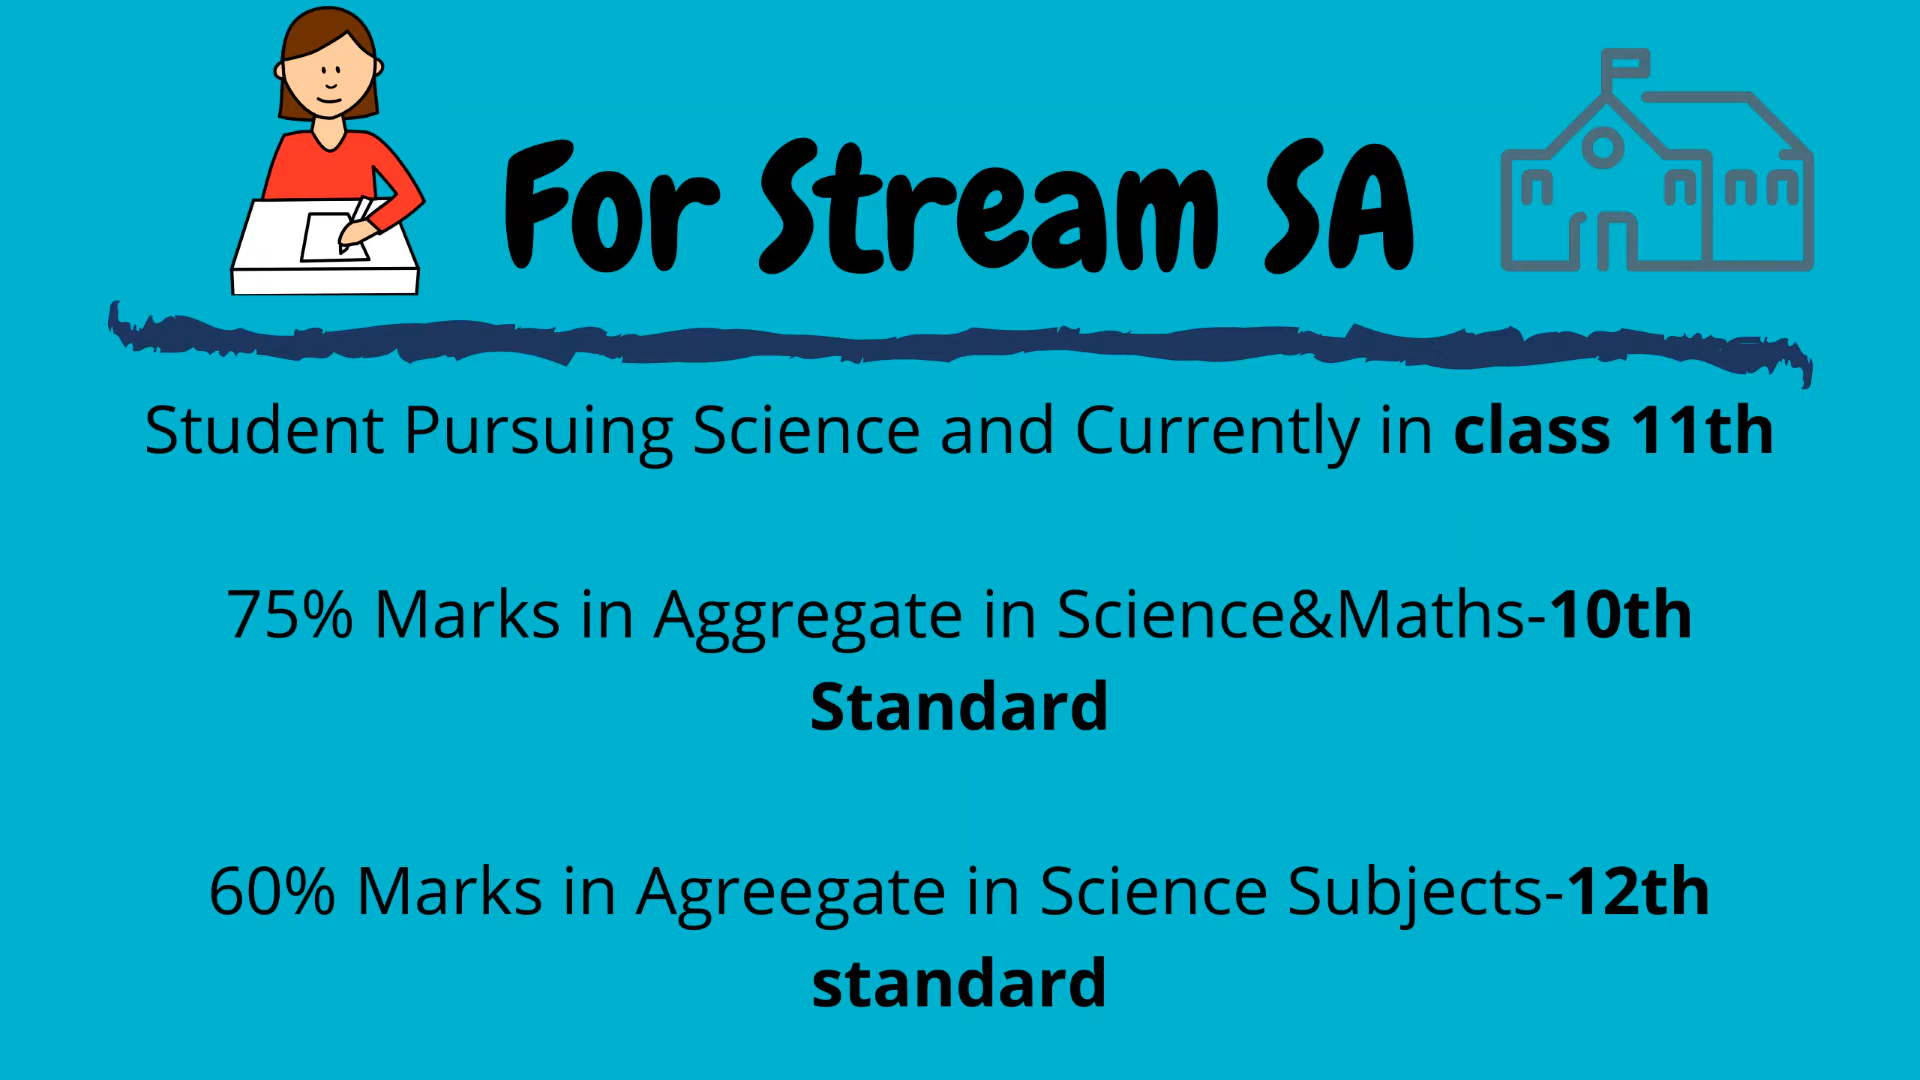 For Stream SA
Student Pursuing Science and Currently in class 11th
75% Marks in Aggregate in Science&Maths-10th
Standard
60% Marks in Agreegate in Science Subjects-12th
standard